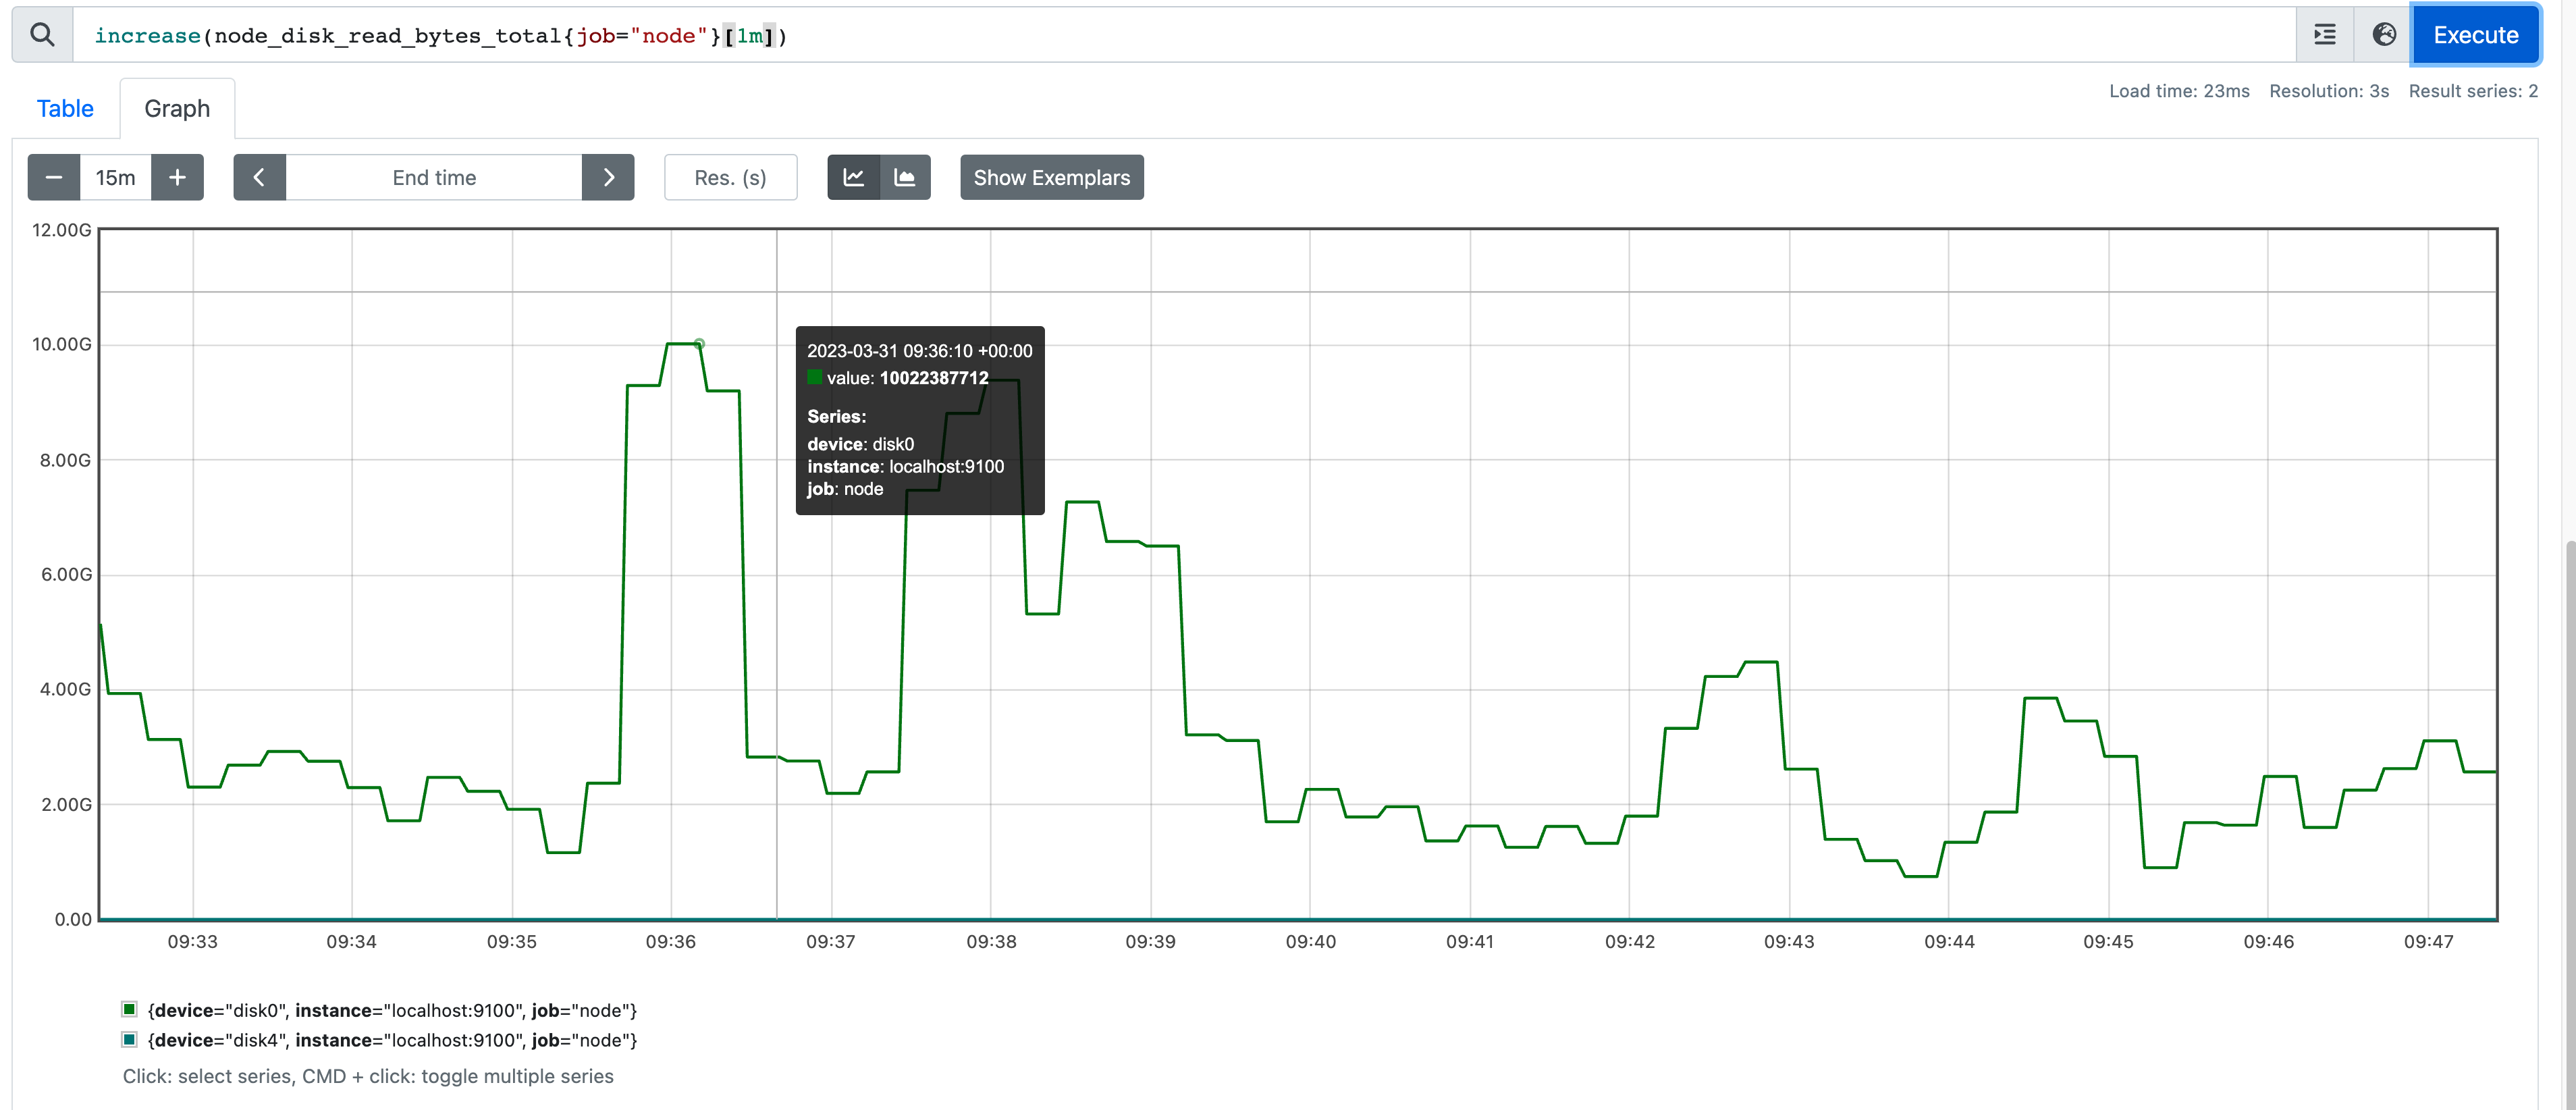 increase(node_disk_read_bytes_total{job="node"}[1m])
Execute
Table
Graph
Load time: 23ms Resolution: 3s Result series: 2
15m
End time
Res. (s)
Show Exemplars
12.00G
10.00G
8.00G
6.00G
4.00G
2.00G
0.00
2023-03-31 09:36:10 +00:00
value: 10022387712
Series:
device: disk0
instance: localhost:9100
job: node
09:33 09:34 09:35 09:36 09:37 09:38 09:39 09:40 09:41 09:42 09:43 09:44 09:45 09:46 09:47
{device="disk0", instance="localhost:9100", job="node"}
{device="disk4", instance="localhost:9100", job="node"}
Click: select series, CMD + click: toggle multiple series